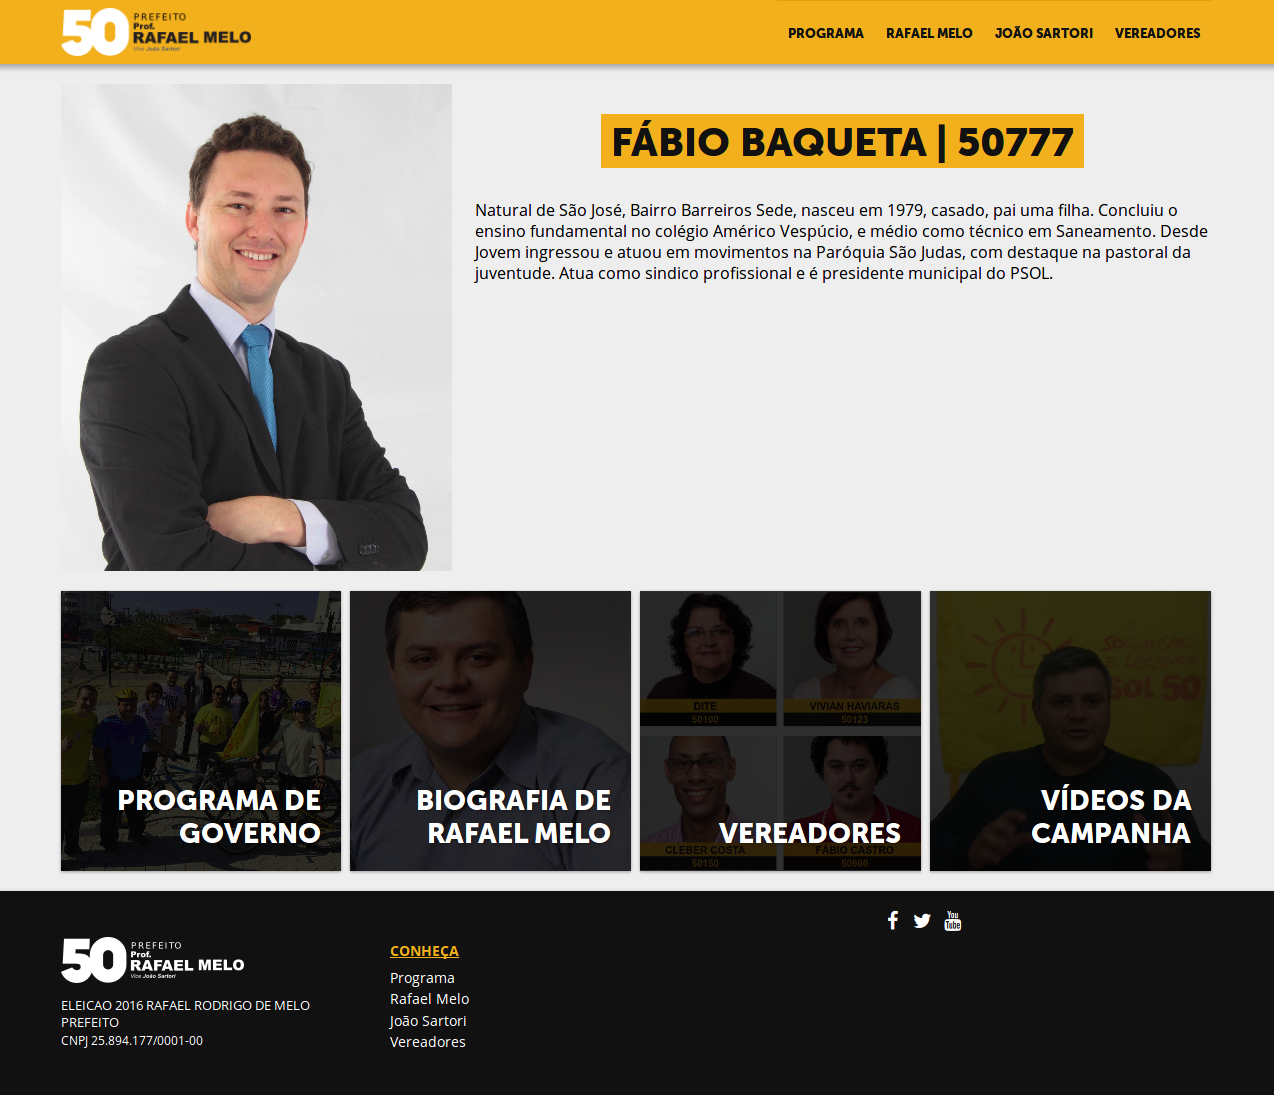 50 PREFEITO
Prof.
RAFAEL MELO
Vice João Sartori
PROGRAMA RAFAEL MELO JOÃO SARTORI VEREADORES
FÁBIO BAQUETA | 50777
Natural de São José, Bairro Barreiros Sede, nasceu em 1979, casado, pai uma filha. Concluiu o
ensino fundamental no colégio Américo Vespúcio, e médio como técnico em Saneamento. Desde
Jovem ingressou e atuou em movimentos na Paróquia São Judas, com destaque na pastoral da
juventude. Atua como sindico profissional e é presidente municipal do PSOL.
PROGRAMA DE
GOVERNO
BIOGRAFIA DE
RAFAEL MELO
DITE
50100
VIVIAN HAVIARAS
50123
CLEBER COSTA
50150
FÁBIO CASTRO
50600
VEREADORES
SOCIALISMO
E LIBERDADE
SOL 50
VÍDEOS DA
CAMPANHA
50 PREFEITO
Prof.
RAFAEL MELO
Vice João Sartori
ELEICAO 2016 RAFAEL RODRIGO DE MELO
PREFEITO
CNPJ 25.894.177/0001-00
CONHEÇA
Programa
Rafael Melo
João Sartori
Vereadores
You
Tube